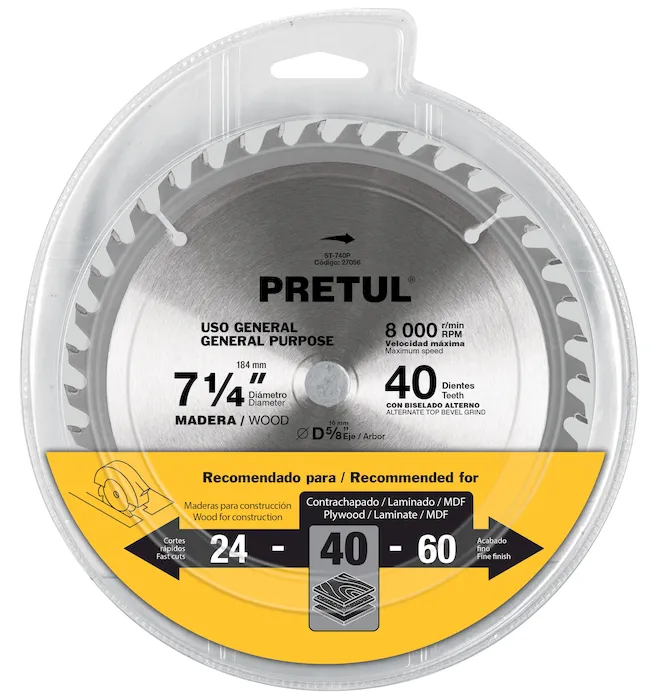 ST-740P
Código: 27056
PRETUL®
USO GENERAL
GENERAL PURPOSE
184 mm
7 1/4"
Diámetro
Diameter
MADERA / WOOD
8 000 r/min
RPM
Velocidad máxima
Maximum speed
40 Dientes
Teeth
CON BISELADO ALTERNO
ALTERNATE TOP BEVEL GRIND
16 mm
Ø D 5/8" Eje / Arbor
Recomendado para / Recommended for
Maderas para construcción
Wood for construction
Contrachapado / Laminado / MDF
Plywood / Laminate / MDF
Cortes
rápidos
Fast cuts
24 - 40 - 60
Acabado
fino
Fine finish